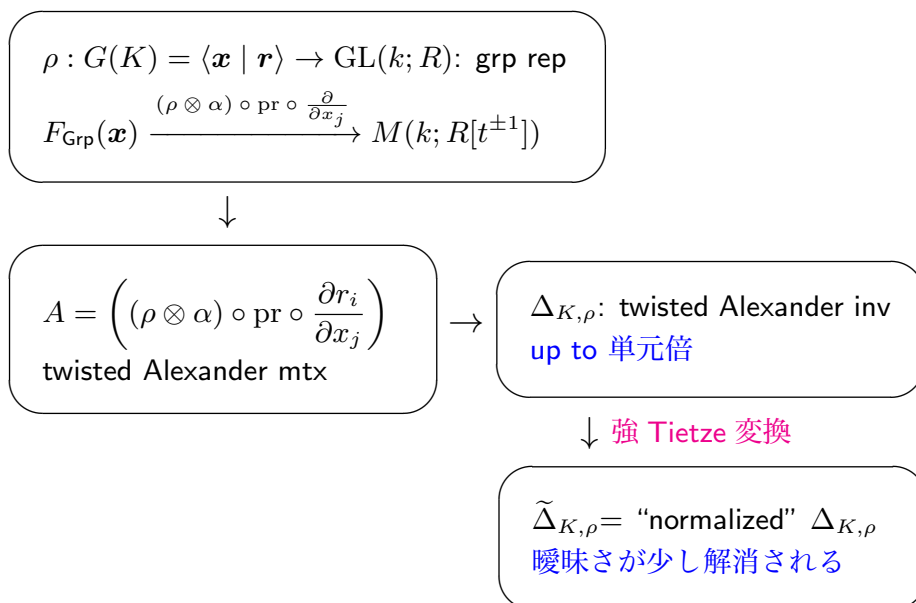 ρ : G(K) = ⟨x | r⟩ → GL(k; R): grp rep
F_Grp(x) \xrightarrow{(ρ ⊗ α) ∘ pr ∘ ∂/∂x_j} M(k; R[t^{±1}])
↓
A = ((ρ ⊗ α) ∘ pr ∘ ∂r_i/∂x_j)
twisted Alexander mtx
→
Δ_{K,ρ}: twisted Alexander inv
up to 単元倍
↓ 強 Tietze 変換
\widetilde{Δ}_{K,ρ}= “normalized” Δ_{K,ρ}
曖昧さが少し解消される